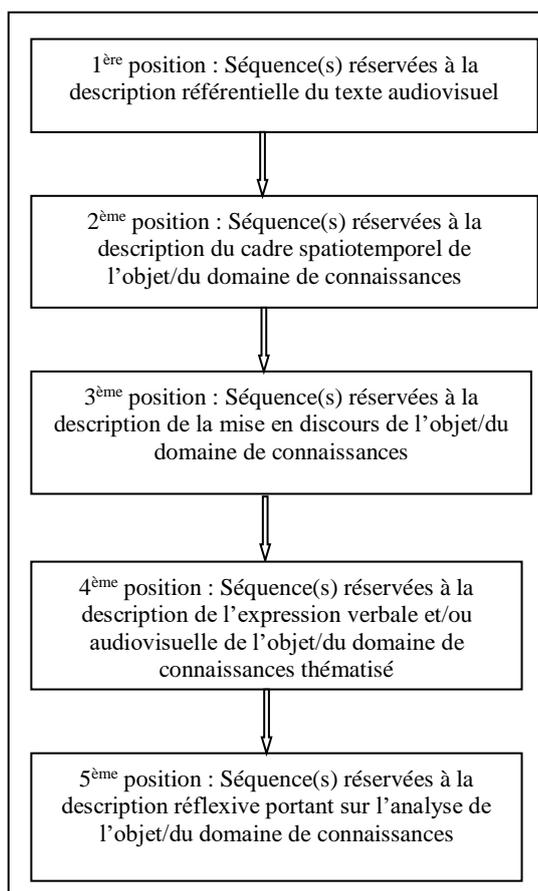 1ère position : Séquence(s) réservées à la
description référentielle du texte audiovisuel
2ème position : Séquence(s) réservées à la
description du cadre spatiotemporel de
l’objet/du domaine de connaissances
3ème position : Séquence(s) réservées à la
description de la mise en discours de l’objet/du
domaine de connaissances
4ème position : Séquence(s) réservées à la
description de l’expression verbale et/ou
audiovisuelle de l’objet/du domaine de
connaissances thématisé
5ème position : Séquence(s) réservées à la
description réflexive portant sur l’analyse de
l’objet/du domaine de connaissances